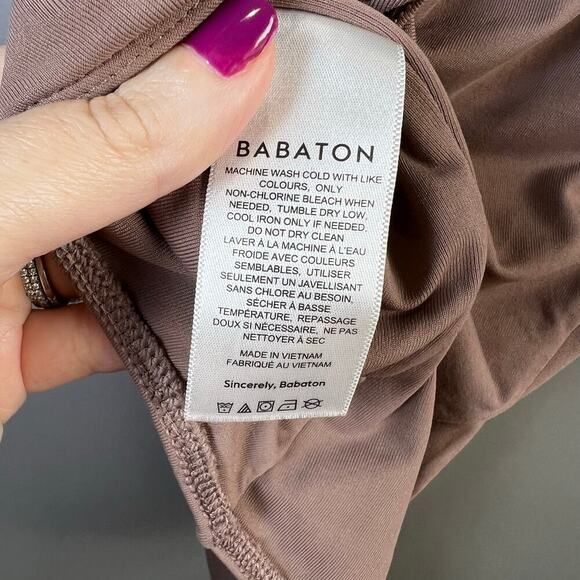 BABATON
MACHINE WASH COLD WITH LIKE
COLOURS, ONLY
NON-CHLORINE BLEACH WHEN
NEEDED, TUMBLE DRY LOW,
COOL IRON ONLY IF NEEDED,
DO NOT DRY CLEAN
LAVER À LA MACHINE À L'EAU
FROIDE AVEC COULEURS
SEMBLABLES, UTILISER
SEULEMENT UN JAVELLISANT
SANS CHLORE AU BESOIN,
SÉCHER À BASSE
TEMPÉRATURE, REPASSAGE
DOUX SI NÉCESSAIRE, NE PAS
NETTOYER À SEC
MADE IN VIETNAM
FABRIQUÉ AU VIETNAM
Sincerely, Babaton